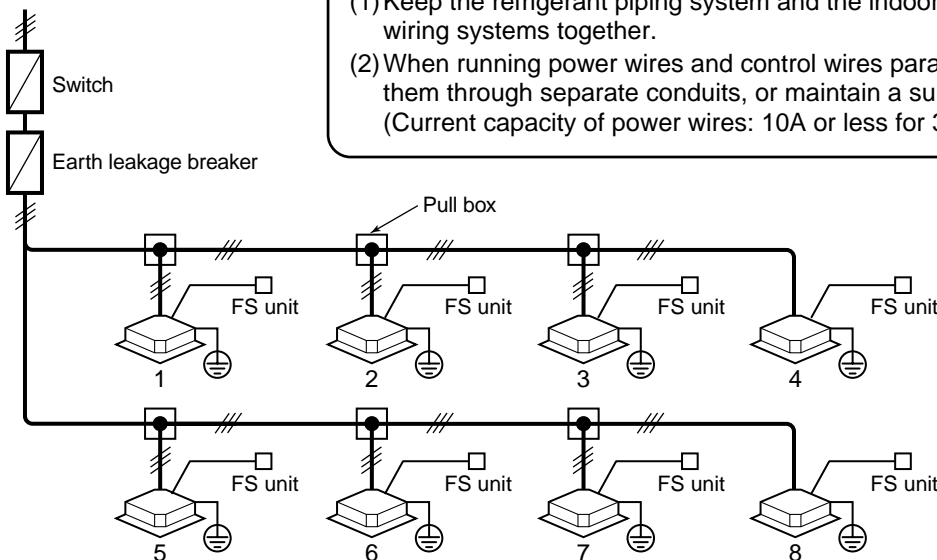 (1) Keep the refrigerant piping system and the indoor
wiring systems together.
(2) When running power wires and control wires para
them through separate conduits, or maintain a su
(Current capacity of power wires: 10A or less for 3
Switch
Earth leakage breaker
Pull box
FS unit
FS unit
FS unit
FS unit
1
2
3
4
FS unit
FS unit
FS unit
FS unit
5
6
7
8